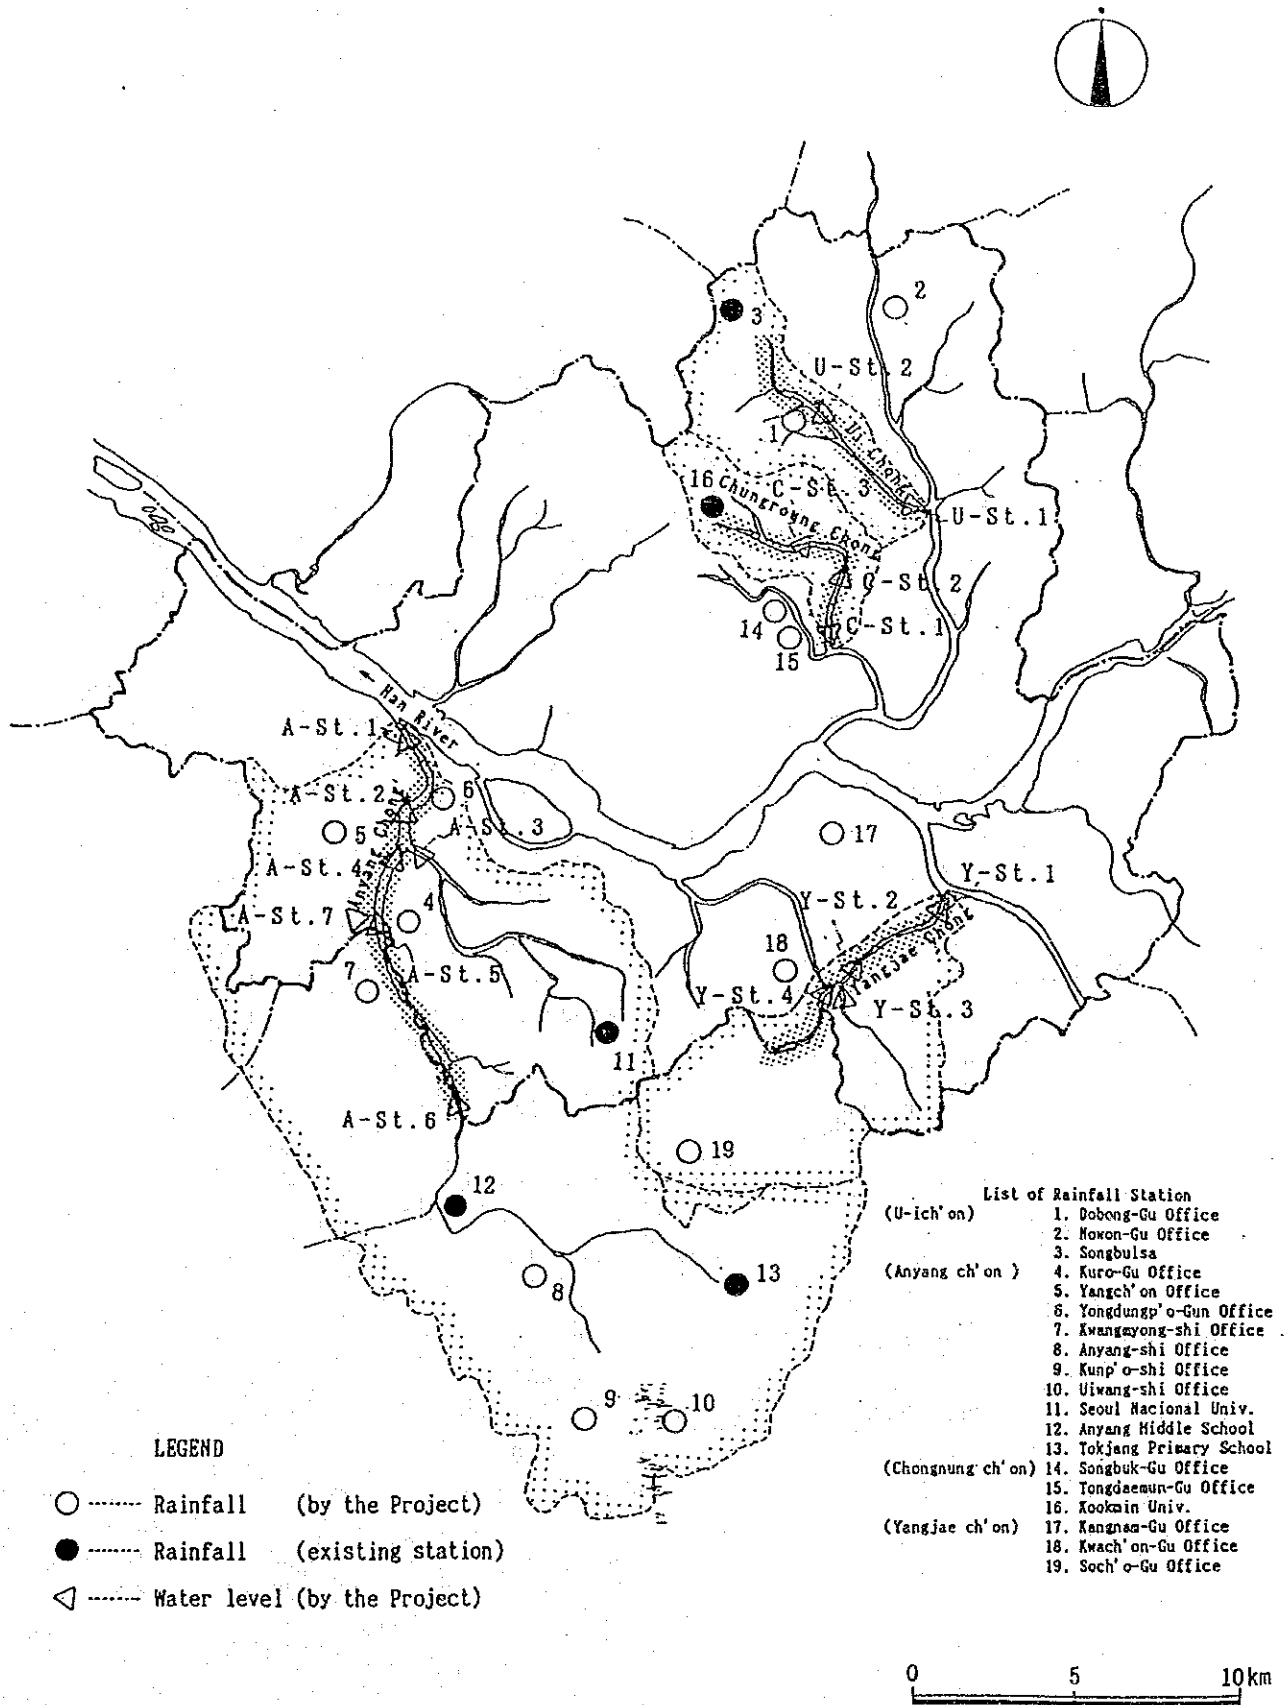 2
3
U-St.2
1
Ui Chong
16
C-St.3
Chungroyng Chong
U-St.1
C-St.2
14
C-St.1
15
Han River
A-St.1
A-St.2
6
5
A-St.3
17
A-St.4
Anyang Chong
Y-St.1
A-St.7
4
Y-St.2
18
7
A-St.5
Y-St.4
Yangjae Chong
Y-St.3
11
A-St.6
19
12
13
8
9
10
List of Rainfall Station
(U-ich'on) 1. Dobong-Gu Office
2. Nowon-Gu Office
3. Songbulsa
(Anyang ch'on ) 4. Kuro-Gu Office
5. Yangch'on Office
6. Yongdungp'o-Gun Office
7. Kwangmyong-shi Office
8. Anyang-shi Office
9. Kunp'o-shi Office
10. Uiwang-shi Office
11. Seoul Nacional Univ.
12. Anyang Middle School
13. Tokjang Primary School
(Chongnung ch'on) 14. Songbuk-Gu Office
15. Tongdaemun-Gu Office
16. Kookmin Univ.
(Yangjae ch'on) 17. Kangnam-Gu Office
18. Kwach'on-Gu Office
19. Soch'o-Gu Office
LEGEND
Rainfall (by the Project)
Rainfall (existing station)
Water level (by the Project)
0 5 10km